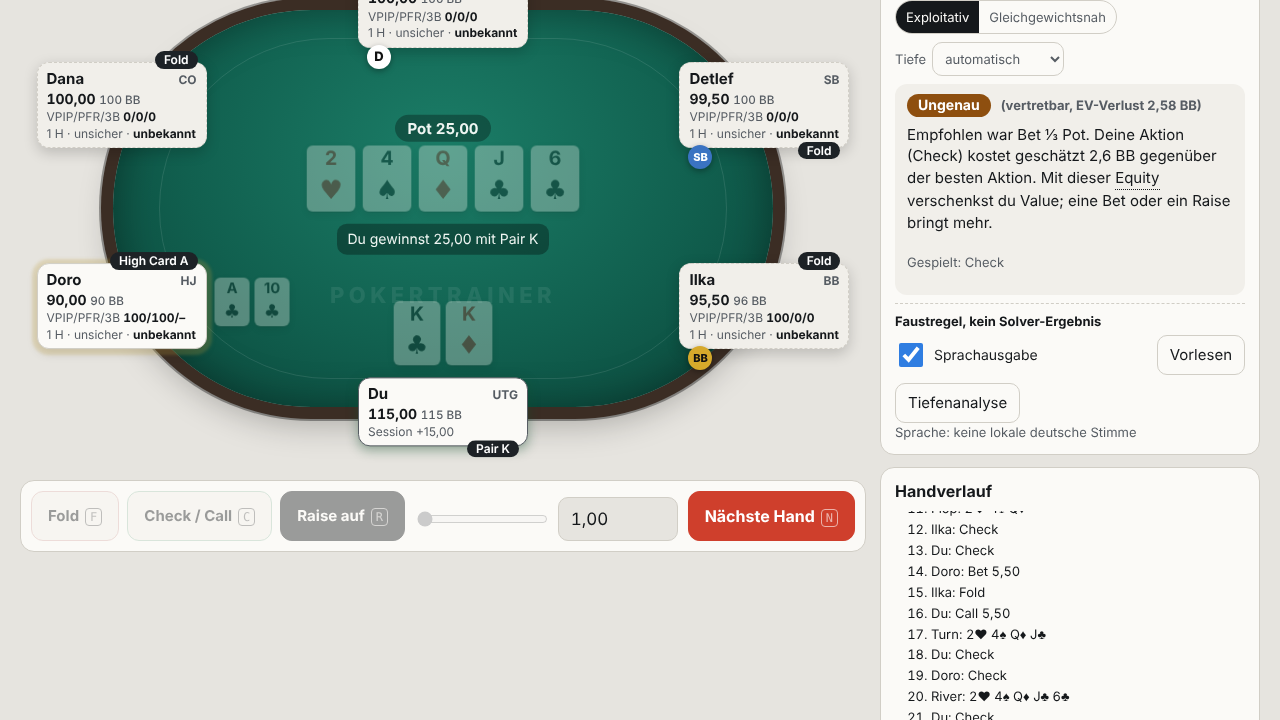 100,00 100 BB
VPIP/PFR/3B 0/0/0
1 H · unsicher · unbekannt
D
Fold
Dana CO
100,00 100 BB
VPIP/PFR/3B 0/0/0
1 H · unsicher · unbekannt
Detlef SB
99,50 100 BB
VPIP/PFR/3B 0/0/0
1 H · unsicher · unbekannt
Fold
SB
Pot 25,00
2♥ 4♠ Q♦ J♣ 6♣
Du gewinnst 25,00 mit Pair K
High Card A
Doro HJ
90,00 90 BB
VPIP/PFR/3B 100/100/–
1 H · unsicher · unbekannt
A♣ 10♣
POKERTRAINER
K♣ K♦
Fold
Ilka BB
95,50 96 BB
VPIP/PFR/3B 100/0/0
1 H · unsicher · unbekannt
BB
Du UTG
115,00 115 BB
Session +15,00
Pair K
Fold F
Check / Call C
Raise auf R
1,00
Nächste Hand N
Exploitativ Gleichgewichtsnah
Tiefe automatisch
Ungenau (vertretbar, EV-Verlust 2,58 BB)
Empfohlen war Bet ⅓ Pot. Deine Aktion
(Check) kostet geschätzt 2,6 BB gegenüber
der besten Aktion. Mit dieser Equity
verschenkst du Value; eine Bet oder ein Raise
bringt mehr.
Gespielt: Check
Faustregel, kein Solver-Ergebnis
Sprachausgabe Vorlesen
Tiefenanalyse
Sprache: keine lokale deutsche Stimme
Handverlauf
12. Ilka: Check
13. Du: Check
14. Doro: Bet 5,50
15. Ilka: Fold
16. Du: Call 5,50
17. Turn: 2♥ 4♠ Q♦ J♣
18. Du: Check
19. Doro: Check
20. River: 2♥ 4♠ Q♦ J♣ 6♣
21. Du: Check